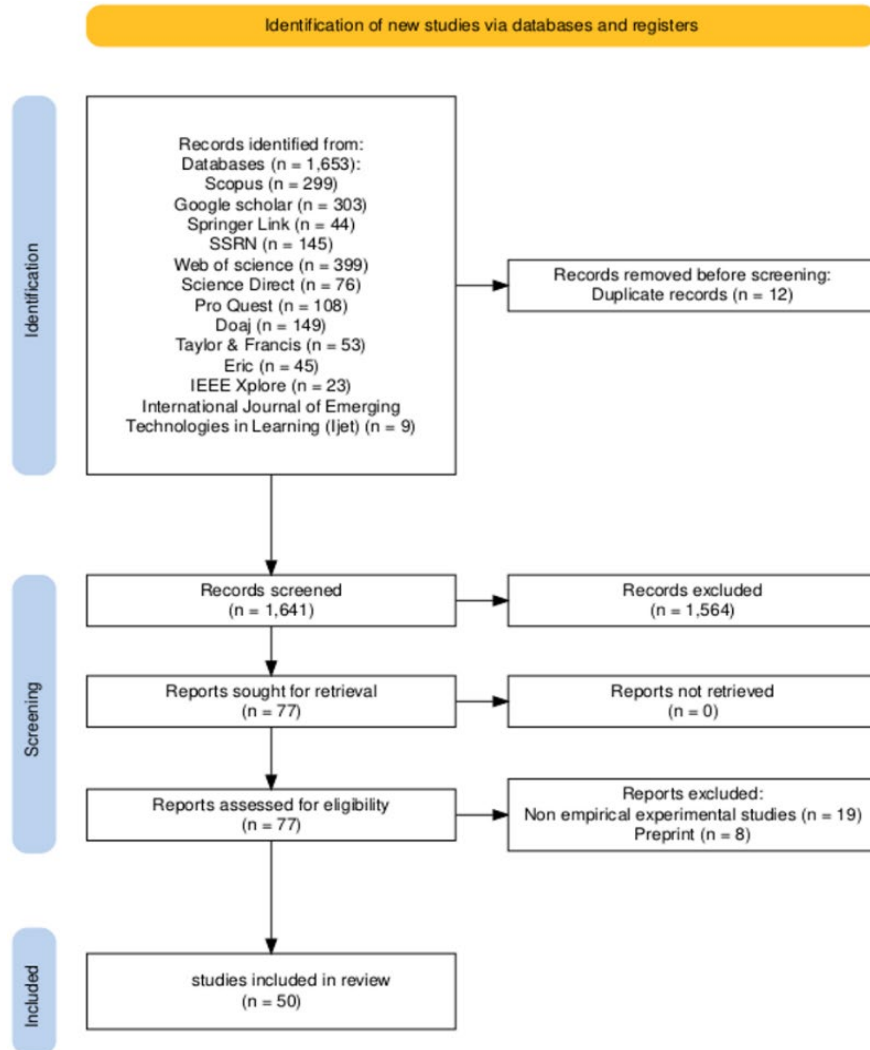 Identification of new studies via databases and registers
Identification
Records identified from:
Databases (n = 1,653):
Scopus (n = 299)
Google scholar (n = 303)
Springer Link (n = 44)
SSRN (n = 145)
Web of science (n = 399)
Science Direct (n = 76)
Pro Quest (n = 108)
Doaj (n = 149)
Taylor & Francis (n = 53)
Eric (n = 45)
IEEE Xplore (n = 23)
International Journal of Emerging
Technologies in Learning (Ijet) (n = 9)
Records removed before screening:
Duplicate records (n = 12)
Screening
Records screened
(n = 1,641)
Records excluded
(n = 1,564)
Reports sought for retrieval
(n = 77)
Reports not retrieved
(n = 0)
Reports assessed for eligibility
(n = 77)
Reports excluded:
Non empirical experimental studies (n = 19)
Preprint (n = 8)
Included
studies included in review
(n = 50)